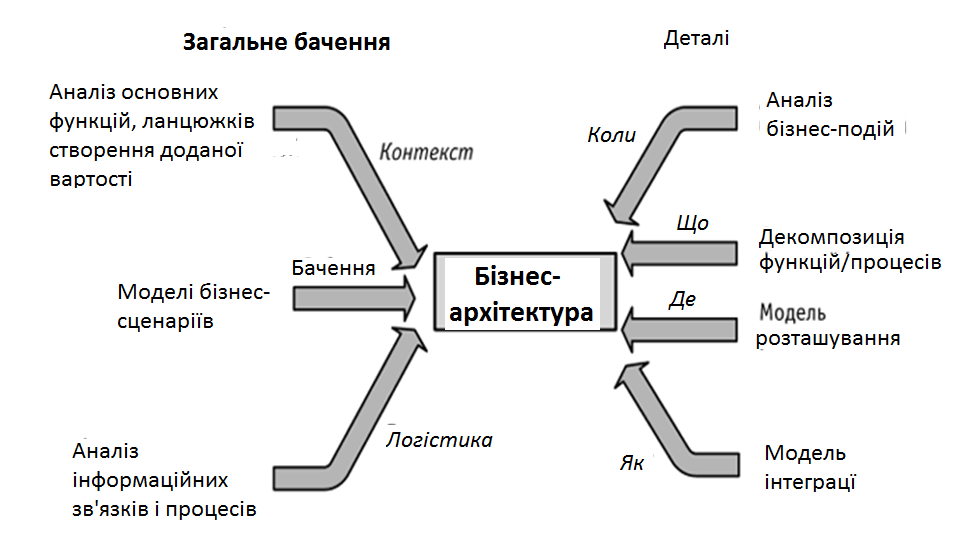 Загальне бачення
Деталі
Аналіз основних
функцій, ланцюжків
створення доданої
вартості
Контекст
Бачення
Моделі бізнес-
сценаріїв
Логістика
Аналіз
інформаційних
зв'язків і процесів
Бізнес-
архітектура
Коли
Аналіз
бізнес-подій
Що
Декомпозиція
функцій/процесів
Де
Модель
розташування
Як
Модель
інтеграцї